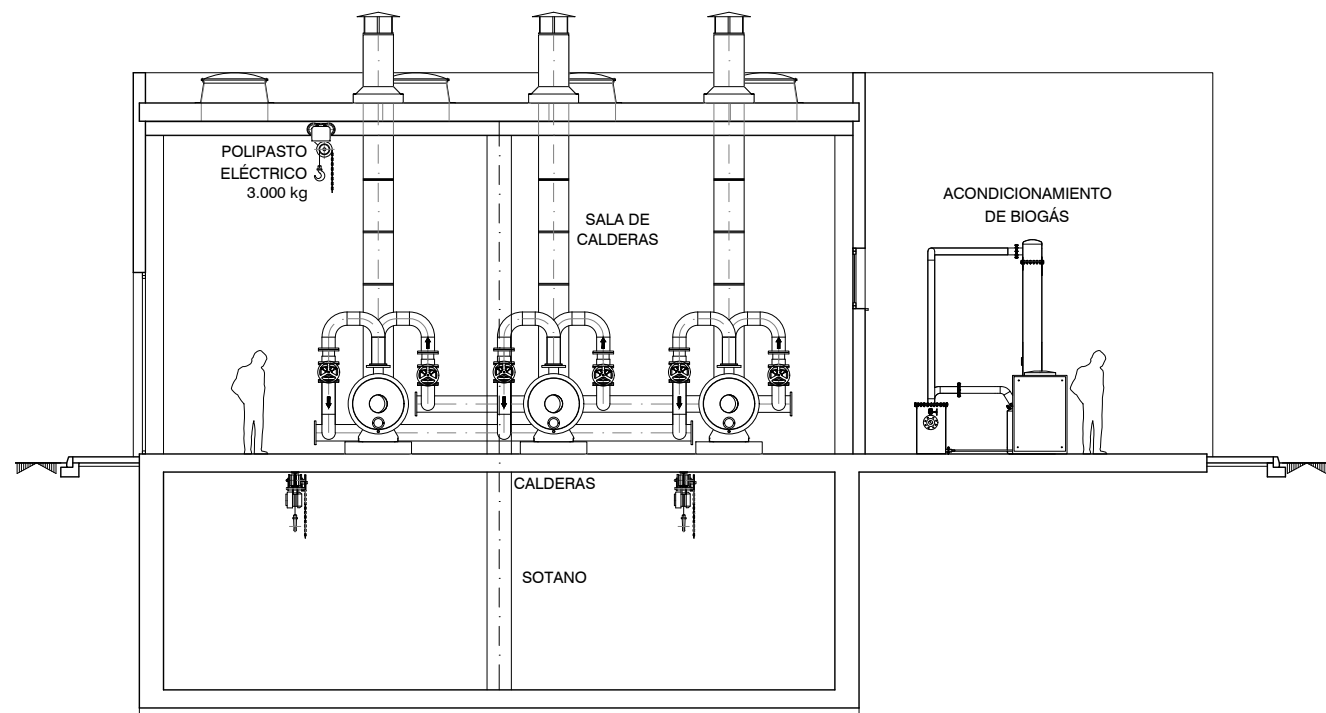 POLIPASTO
ELÉCTRICO
3.000 kg
SALA DE
CALDERAS
ACONDICIONAMIENTO
DE BIOGÁS
CALDERAS
SOTANO